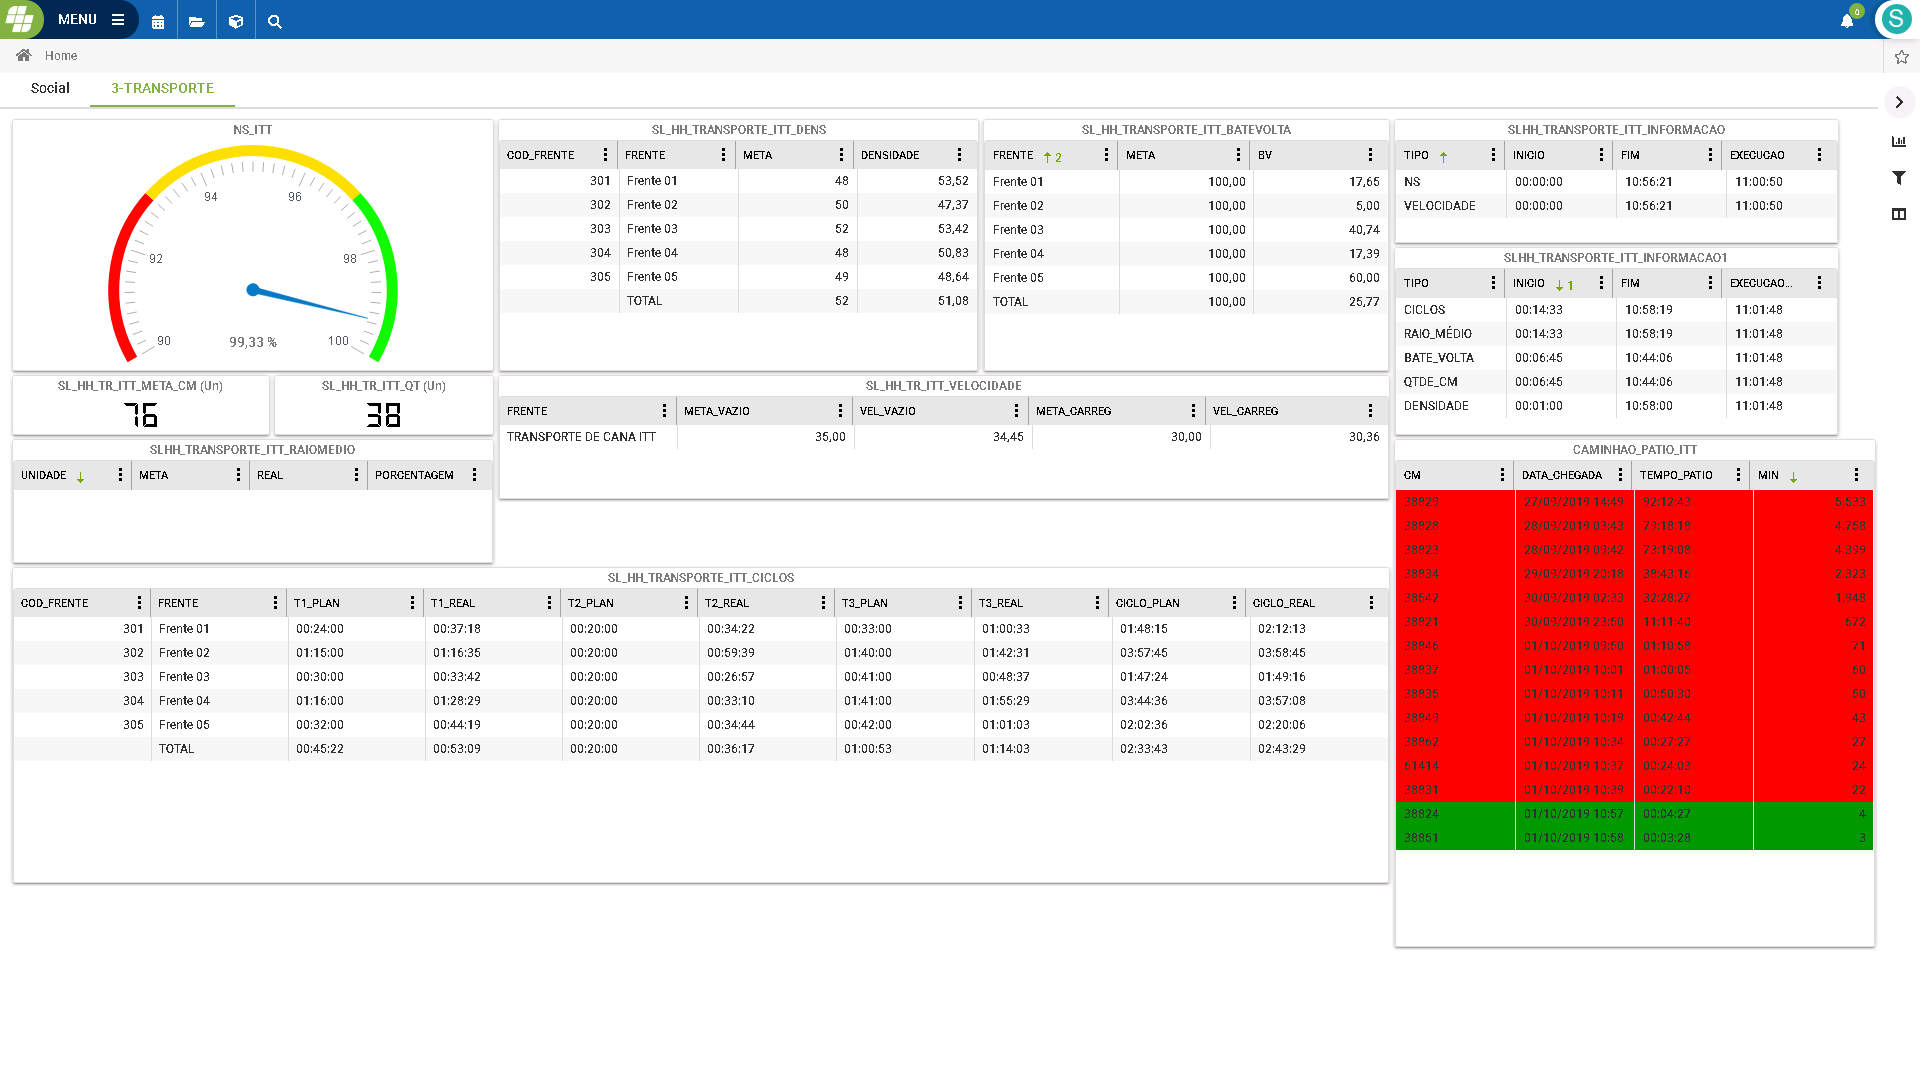 MENU
0
S
Home
Social 3-TRANSPORTE
NS_ITT
90 92 94 96 98 100
99,33 %
SL_HH_TRANSPORTE_ITT_DENS
COD_FRENTE FRENTE META DENSIDADE
301 Frente 01 48 53,52
302 Frente 02 50 47,37
303 Frente 03 52 53,42
304 Frente 04 48 50,83
305 Frente 05 49 48,64
TOTAL 52 51,08
SL_HH_TRANSPORTE_ITT_BATEVOLTA
FRENTE 2 META BV
Frente 01 100,00 17,65
Frente 02 100,00 5,00
Frente 03 100,00 40,74
Frente 04 100,00 17,39
Frente 05 100,00 60,00
TOTAL 100,00 25,77
SLHH_TRANSPORTE_ITT_INFORMACAO
TIPO INICIO FIM EXECUCAO
NS 00:00:00 10:56:21 11:00:50
VELOCIDADE 00:00:00 10:56:21 11:00:50
SLHH_TRANSPORTE_ITT_INFORMACAO1
TIPO INICIO 1 FIM EXECUCAO...
CICLOS 00:14:33 10:58:19 11:01:48
RAIO_MÉDIO 00:14:33 10:58:19 11:01:48
BATE_VOLTA 00:06:45 10:44:06 11:01:48
QTDE_CM 00:06:45 10:44:06 11:01:48
DENSIDADE 00:01:00 10:58:00 11:01:48
SL_HH_TR_ITT_META_CM (Un)
76
SL_HH_TR_ITT_QT (Un)
38
SL_HH_TR_ITT_VELOCIDADE
FRENTE META_VAZIO VEL_VAZIO META_CARREG VEL_CARREG
TRANSPORTE DE CANA ITT 35,00 34,45 30,00 30,36
SLHH_TRANSPORTE_ITT_RAIOMEDIO
UNIDADE META REAL PORCENTAGEM
CAMINHAO_PATIO_ITT
CM DATA_CHEGADA TEMPO_PATIO MIN
38829 27/09/2019 14:49 92:12:43 5.533
38828 28/09/2019 03:43 79:18:18 4.758
38823 28/09/2019 09:42 73:19:08 4.399
38834 29/09/2019 20:18 38:43:16 2.323
38542 30/09/2019 02:33 32:28:27 1.948
38821 30/09/2019 23:50 11:11:40 672
38846 01/10/2019 09:50 01:10:58 71
38837 01/10/2019 10:01 01:00:05 60
38835 01/10/2019 10:11 00:50:30 50
38849 01/10/2019 10:19 00:42:44 43
38862 01/10/2019 10:34 00:27:27 27
61414 01/10/2019 10:37 00:24:03 24
38831 01/10/2019 10:39 00:22:10 22
38824 01/10/2019 10:57 00:04:27 4
38851 01/10/2019 10:58 00:03:28 3
SL_HH_TRANSPORTE_ITT_CICLOS
COD_FRENTE FRENTE T1_PLAN T1_REAL T2_PLAN T2_REAL T3_PLAN T3_REAL CICLO_PLAN CICLO_REAL
301 Frente 01 00:24:00 00:37:18 00:20:00 00:34:22 00:33:00 01:00:33 01:48:15 02:12:13
302 Frente 02 01:15:00 01:16:35 00:20:00 00:59:39 01:40:00 01:42:31 03:57:45 03:58:45
303 Frente 03 00:30:00 00:33:42 00:20:00 00:26:57 00:41:00 00:48:37 01:47:24 01:49:16
304 Frente 04 01:16:00 01:28:29 00:20:00 00:33:10 01:41:00 01:55:29 03:44:36 03:57:08
305 Frente 05 00:32:00 00:44:19 00:20:00 00:34:44 00:42:00 01:01:03 02:02:36 02:20:06
TOTAL 00:45:22 00:53:09 00:20:00 00:36:17 01:00:53 01:14:03 02:33:43 02:43:29